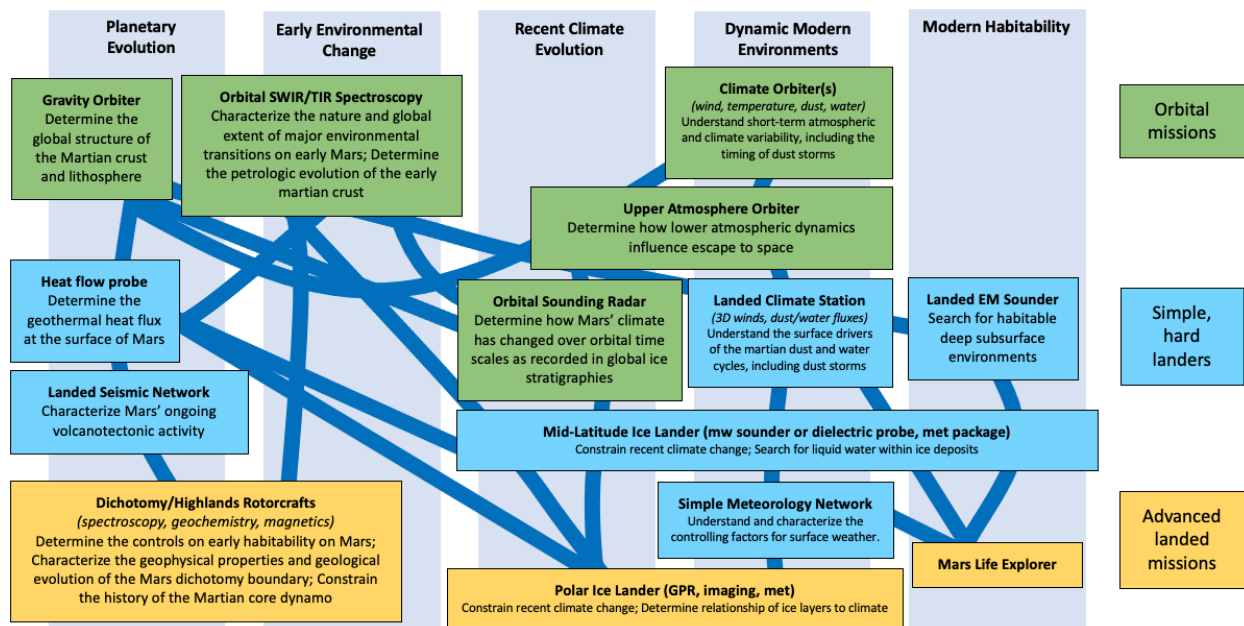 Planetary
Evolution
Early Environmental
Change
Recent Climate
Evolution
Dynamic Modern
Environments
Modern Habitability
Gravity Orbiter
Determine the
global structure of
the Martian crust
and lithosphere
Orbital SWIR/TIR Spectroscopy
Characterize the nature and global
extent of major environmental
transitions on early Mars; Determine
the petrologic evolution of the early
martian crust
Climate Orbiter(s)
(wind, temperature, dust, water)
Understand short-term atmospheric
and climate variability, including the
timing of dust storms
Orbital
missions
Upper Atmosphere Orbiter
Determine how lower atmospheric dynamics
influence escape to space
Heat flow probe
Determine the
geothermal heat flux
at the surface of Mars
Orbital Sounding Radar
Determine how Mars’ climate
has changed over orbital time
scales as recorded in global ice
stratigraphies
Landed Climate Station
(3D winds, dust/water fluxes)
Understand the surface drivers
of the martian dust and water
cycles, including dust storms
Landed EM Sounder
Search for habitable
deep subsurface
environments
Simple,
hard
landers
Landed Seismic Network
Characterize Mars’ ongoing
volcanotectonic activity
Mid-Latitude Ice Lander (mw sounder or dielectric probe, met package)
Constrain recent climate change; Search for liquid water within ice deposits
Dichotomy/Highlands Rotorcrafts
(spectroscopy, geochemistry, magnetics)
Determine the controls on early habitability on Mars;
Characterize the geophysical properties and geological
evolution of the Mars dichotomy boundary; Constrain
the history of the Martian core dynamo
Simple Meteorology Network
Understand and characterize the
controlling factors for surface weather.
Mars Life Explorer
Advanced
landed
missions
Polar Ice Lander (GPR, imaging, met)
Constrain recent climate change; Determine relationship of ice layers to climate